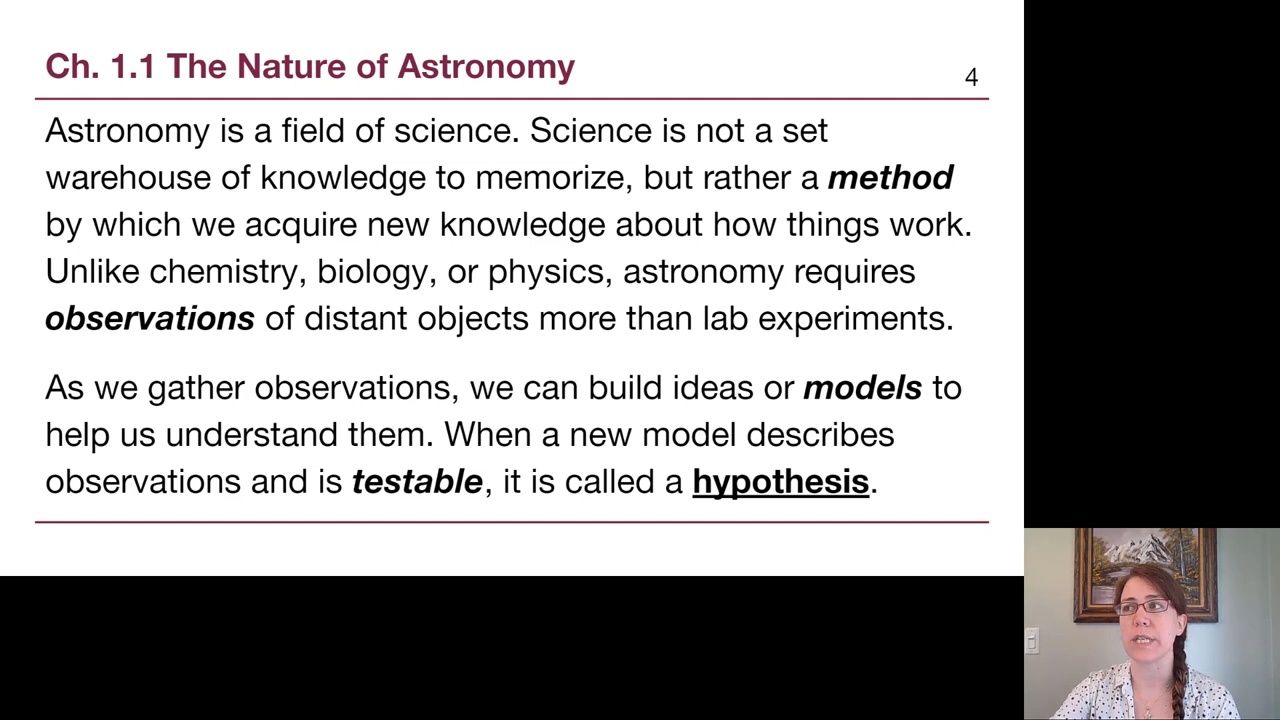 Ch. 1.1 The Nature of Astronomy
4
Astronomy is a field of science. Science is not a set
warehouse of knowledge to memorize, but rather a method
by which we acquire new knowledge about how things work.
Unlike chemistry, biology, or physics, astronomy requires
observations of distant objects more than lab experiments.
As we gather observations, we can build ideas or models to
help us understand them. When a new model describes
observations and is testable, it is called a hypothesis.